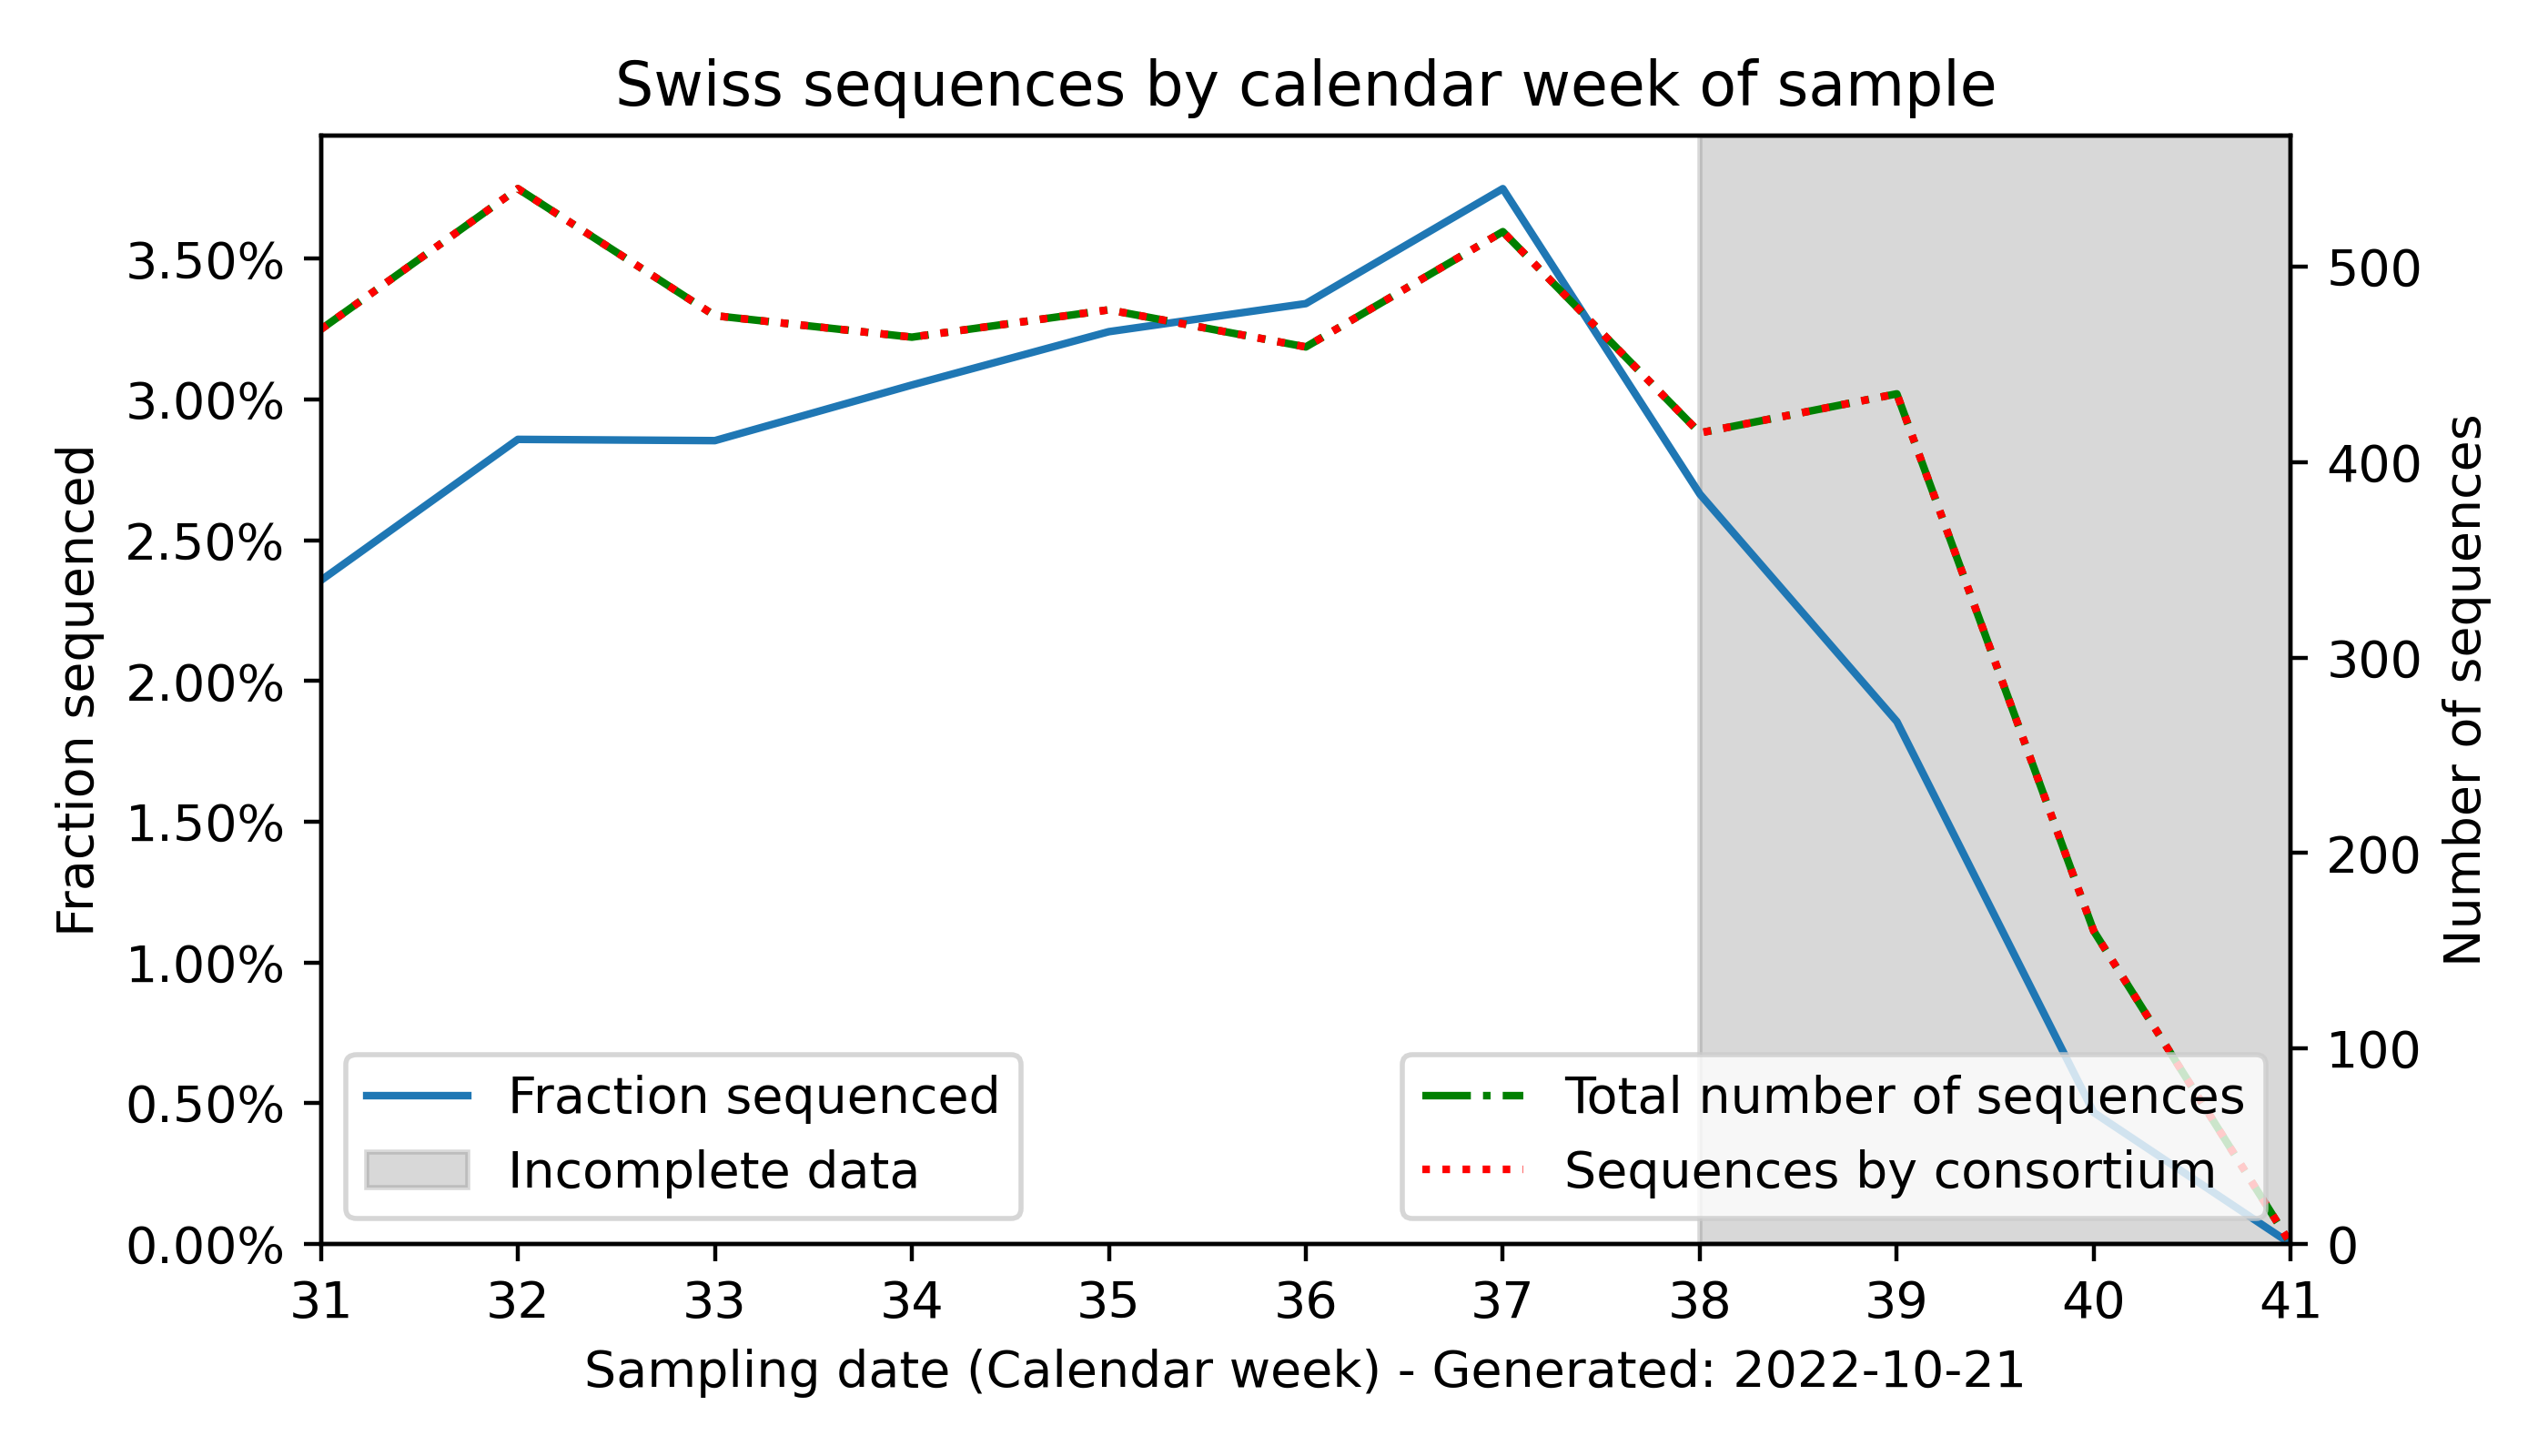 Swiss sequences by calendar week of sample
3.50%
3.00%
2.50%
2.00%
1.50%
1.00%
0.50%
0.00%
Fraction sequenced
500
400
300
200
100
0
Number of sequences
Fraction sequenced
Incomplete data
Total number of sequences
Sequences by consortium
31 32 33 34 35 36 37 38 39 40 41
Sampling date (Calendar week) - Generated: 2022-10-21